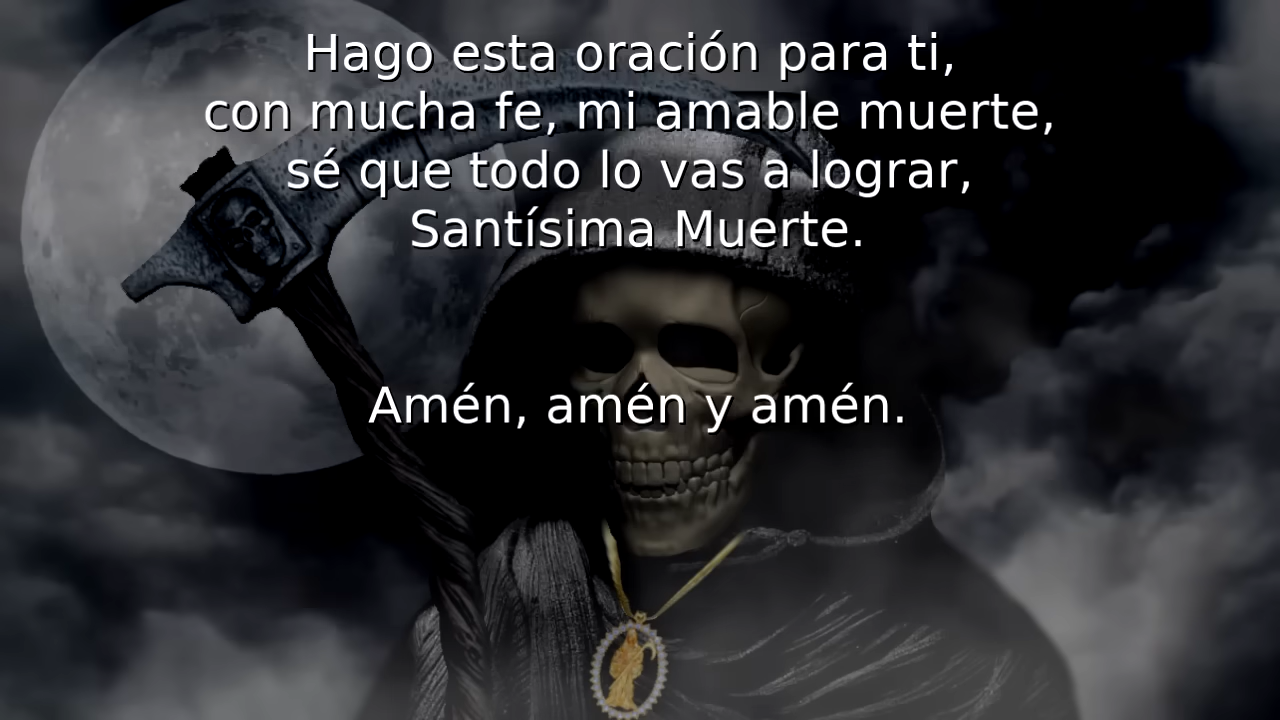 Hago esta oración para ti,
con mucha fe, mi amable muerte,
sé que todo lo vas a lograr,
Santísima Muerte.
Amén, amén y amén.